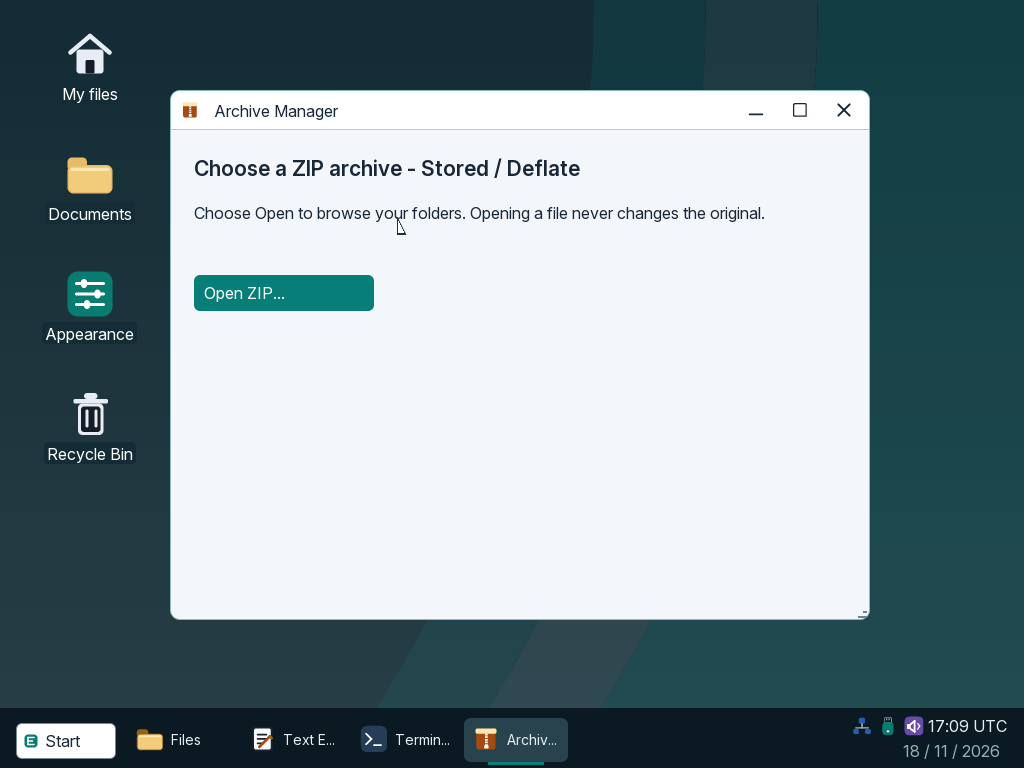 My files
Documents
Appearance
Recycle Bin
Archive Manager
Choose a ZIP archive - Stored / Deflate
Choose Open to browse your folders. Opening a file never changes the original.
Open ZIP...
Start
Files
Text E...
Termin...
Archiv...
17:09 UTC
18 / 11 / 2026